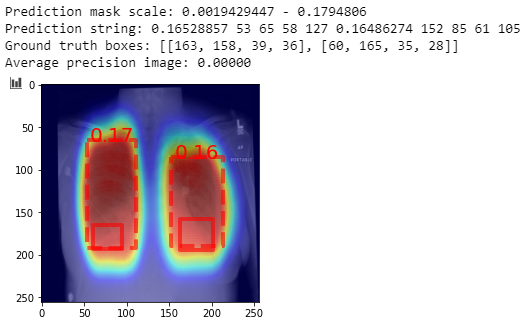 Prediction mask scale: 0.0019429447 - 0.1794806
Prediction string: 0.16528857 53 65 58 127 0.16486274 152 85 61 105
Ground truth boxes: [[163, 158, 39, 36], [60, 165, 35, 28]]
Average precision image: 0.00000
0
50
0.17
0.16
100
PORTABLE
150
200
250
0 50 100 150 200 250